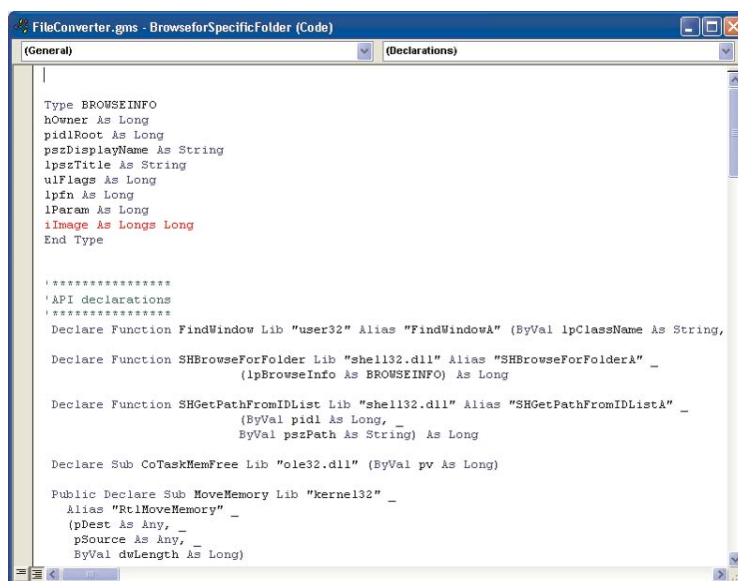 FileConverter.gms - BrowseforSpecificFolder (Code)
(General) (Declarations)
Type BROWSEINFO
hOwner As Long
pidlRoot As Long
pszDisplayName As String
lpszTitle As String
ulFlags As Long
lpfn As Long
lParam As Long
iImage As Longs Long
End Type
'****************
'API declarations
'****************
Declare Function FindWindow Lib "user32" Alias "FindWindowA" (ByVal lpClassName As String,
Declare Function SHBrowseForFolder Lib "shell32.dll" Alias "SHBrowseForFolderA" _
(lpBrowseInfo As BROWSEINFO) As Long
Declare Function SHGetPathFromIDList Lib "shell32.dll" Alias "SHGetPathFromIDListA" _
(ByVal pidl As Long, _
ByVal pszPath As String) As Long
Declare Sub CoTaskMemFree Lib "ole32.dll" (ByVal pv As Long)
Public Declare Sub MoveMemory Lib "kernel32" _
Alias "RtlMoveMemory" _
(pDest As Any, _
pSource As Any, _
ByVal dwLength As Long)